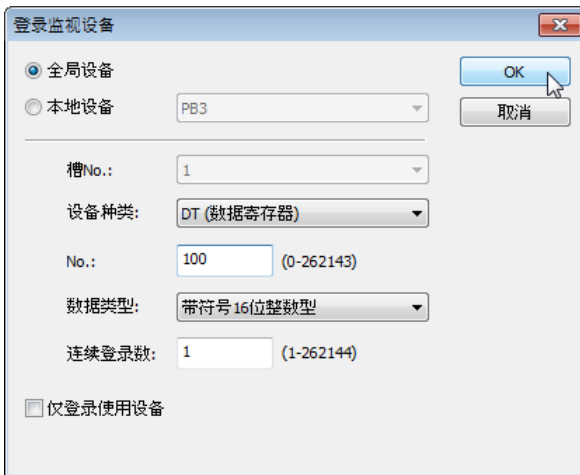 登录监视设备
全局设备
OK
本地设备 PB3
取消
槽No.: 1
设备种类: DT (数据寄存器)
No.: 100 (0-262143)
数据类型: 带符号16位整数型
连续登录数: 1 (1-262144)
仅登录使用设备